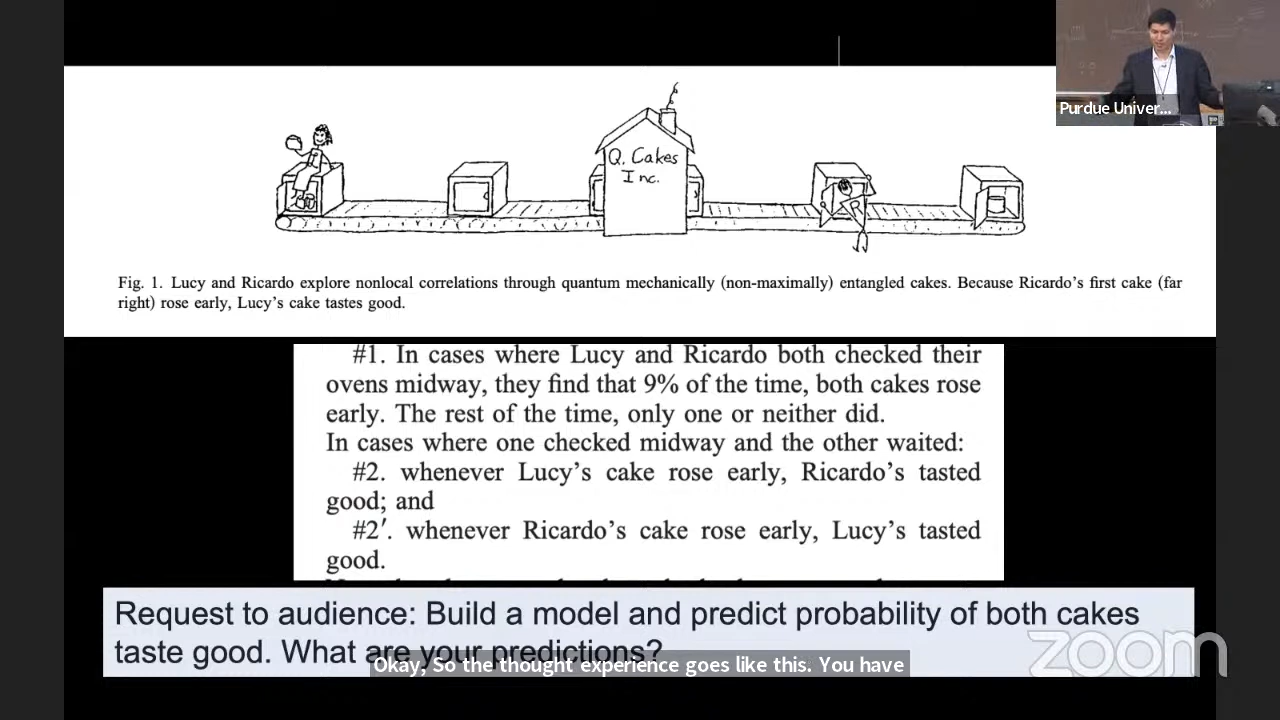 Purdue Univer...
Q. Cakes
Inc.
Fig. 1. Lucy and Ricardo explore nonlocal correlations through quantum mechanically (non-maximally) entangled cakes. Because Ricardo's first cake (far
right) rose early, Lucy's cake tastes good.
#1. In cases where Lucy and Ricardo both checked their
ovens midway, they find that 9% of the time, both cakes rose
early. The rest of the time, only one or neither did.
In cases where one checked midway and the other waited:
#2. whenever Lucy's cake rose early, Ricardo's tasted
good; and
#2′. whenever Ricardo's cake rose early, Lucy's tasted
good.
Request to audience: Build a model and predict probability of both cakes
taste good. What are your predictions?
Okay, So the thought experience goes like this. You have
zoom